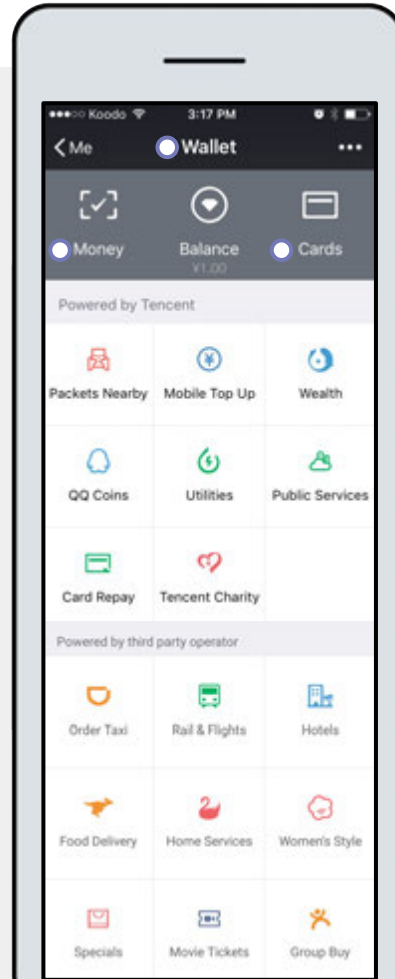 Koodo 3:17 PM
Me Wallet
Money Balance Cards
¥1.00
Powered by Tencent
Packets Nearby Mobile Top Up Wealth
QQ Coins Utilities Public Services
Card Repay Tencent Charity
Powered by third party operator
Order Taxi Rail & Flights Hotels
Food Delivery Home Services Women's Style
Specials Movie Tickets Group Buy